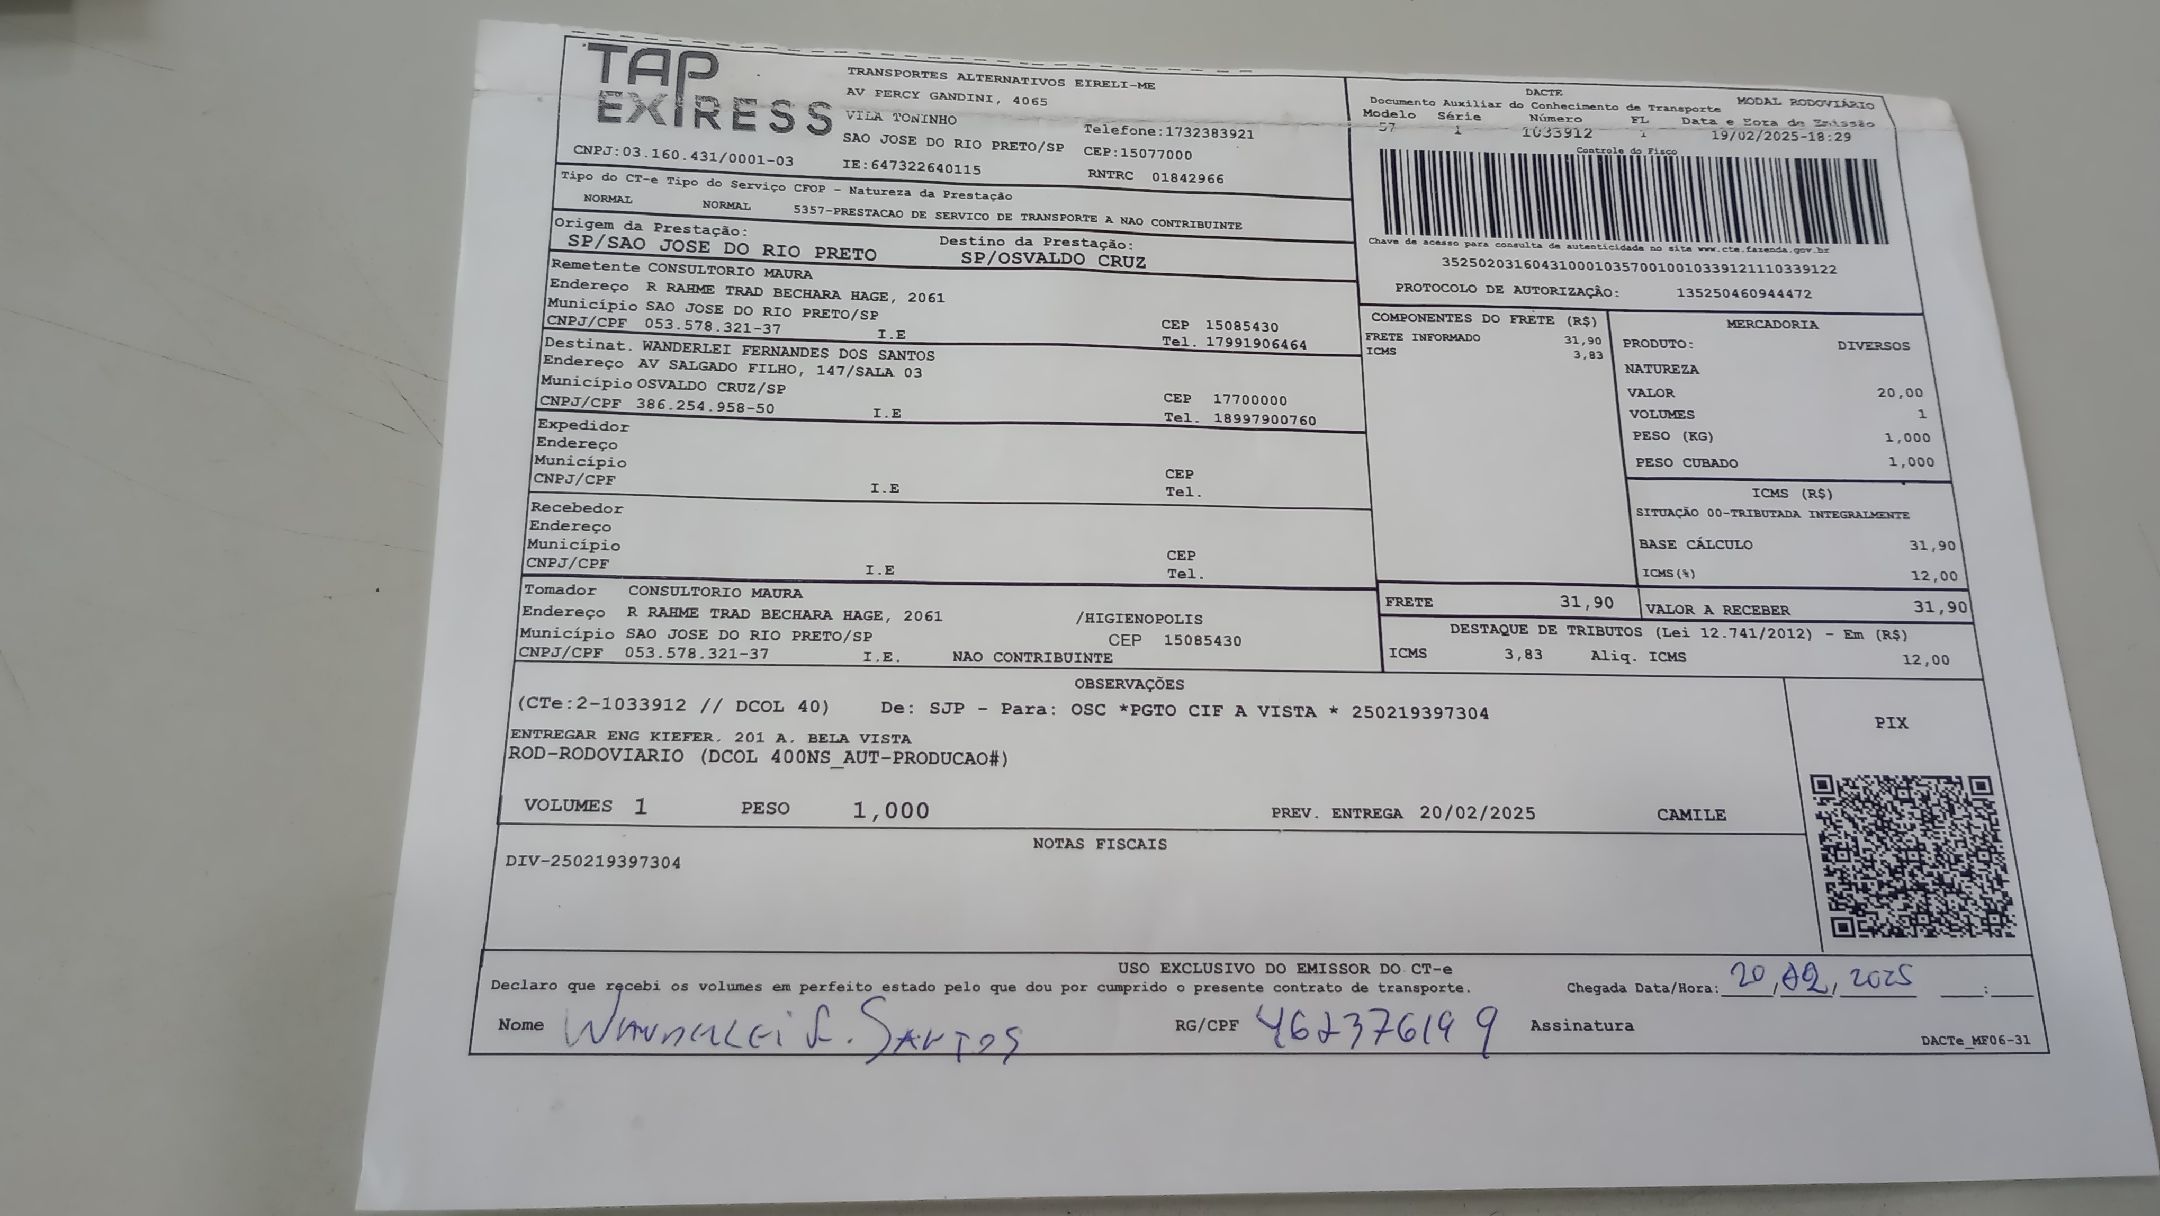 TAP
EXPRESS
TRANSPORTES ALTERNATIVOS EIRELI-ME
AV PERCY GANDINI, 4065
VILA TONINHO
Telefone:1732383921
SAO JOSE DO RIO PRETO/SP CEP:15077000
CNPJ:03.160.431/0001-03 IE:647322640115 RNTRC 01842966
DACTE
Documento Auxiliar do Conhecimento de Transporte MODAL RODOVIÁRIO
Modelo Série Número FL Data e Hora de Emissão
57 1 1033912 1 19/02/2025-18:29
Controle do Fisco
Chave de acesso para consulta de autenticidade no site www.cte.fazenda.gov.br
35250203160431000103570010010339121110339122
PROTOCOLO DE AUTORIZAÇÃO: 135250460944472
Tipo do CT-e Tipo do Serviço CFOP - Natureza da Prestação
NORMAL NORMAL 5357-PRESTACAO DE SERVICO DE TRANSPORTE A NAO CONTRIBUINTE
Origem da Prestação: Destino da Prestação:
SP/SAO JOSE DO RIO PRETO SP/OSVALDO CRUZ
Remetente CONSULTORIO MAURA
Endereço R RAHME TRAD BECHARA HAGE, 2061
Município SAO JOSE DO RIO PRETO/SP CEP 15085430
CNPJ/CPF 053.578.321-37 I.E Tel. 17991906464
Destinat. WANDERLEI FERNANDES DOS SANTOS
Endereço AV SALGADO FILHO, 147/SALA 03
Município OSVALDO CRUZ/SP CEP 17700000
CNPJ/CPF 386.254.958-50 I.E Tel. 18997900760
Expedidor
Endereço
Município CEP
CNPJ/CPF I.E Tel.
Recebedor
Endereço
Município CEP
CNPJ/CPF I.E Tel.
Tomador CONSULTORIO MAURA
Endereço R RAHME TRAD BECHARA HAGE, 2061 /HIGIENOPOLIS
Município SAO JOSE DO RIO PRETO/SP CEP 15085430
CNPJ/CPF 053.578.321-37 I.E. NAO CONTRIBUINTE
COMPONENTES DO FRETE (R$)
FRETE INFORMADO 31,90
ICMS 3,83
MERCADORIA
PRODUTO: DIVERSOS
NATUREZA
VALOR 20,00
VOLUMES 1
PESO (KG) 1,000
PESO CUBADO 1,000
ICMS (R$)
SITUAÇÃO 00-TRIBUTADA INTEGRALMENTE
BASE CÁLCULO 31,90
ICMS(%) 12,00
FRETE 31,90 VALOR A RECEBER 31,90
DESTAQUE DE TRIBUTOS (Lei 12.741/2012) - Em (R$)
ICMS 3,83 Aliq. ICMS 12,00
OBSERVAÇÕES
(CTe:2-1033912 // DCOL 40) De: SJP - Para: OSC *PGTO CIF A VISTA * 250219397304
ENTREGAR ENG KIEFER. 201 A. BELA VISTA
ROD-RODOVIARIO (DCOL 400NS_AUT-PRODUCAO#)
VOLUMES 1 PESO 1,000 PREV. ENTREGA 20/02/2025 CAMILE
PIX
NOTAS FISCAIS
DIV-250219397304
USO EXCLUSIVO DO EMISSOR DO CT-e
Declaro que recebi os volumes em perfeito estado pelo que dou por cumprido o presente contrato de transporte. Chegada Data/Hora: 20,02,2025 :
Nome WANDERLEI F. SANTOS RG/CPF 462376199 Assinatura
DACTe_MF06-31